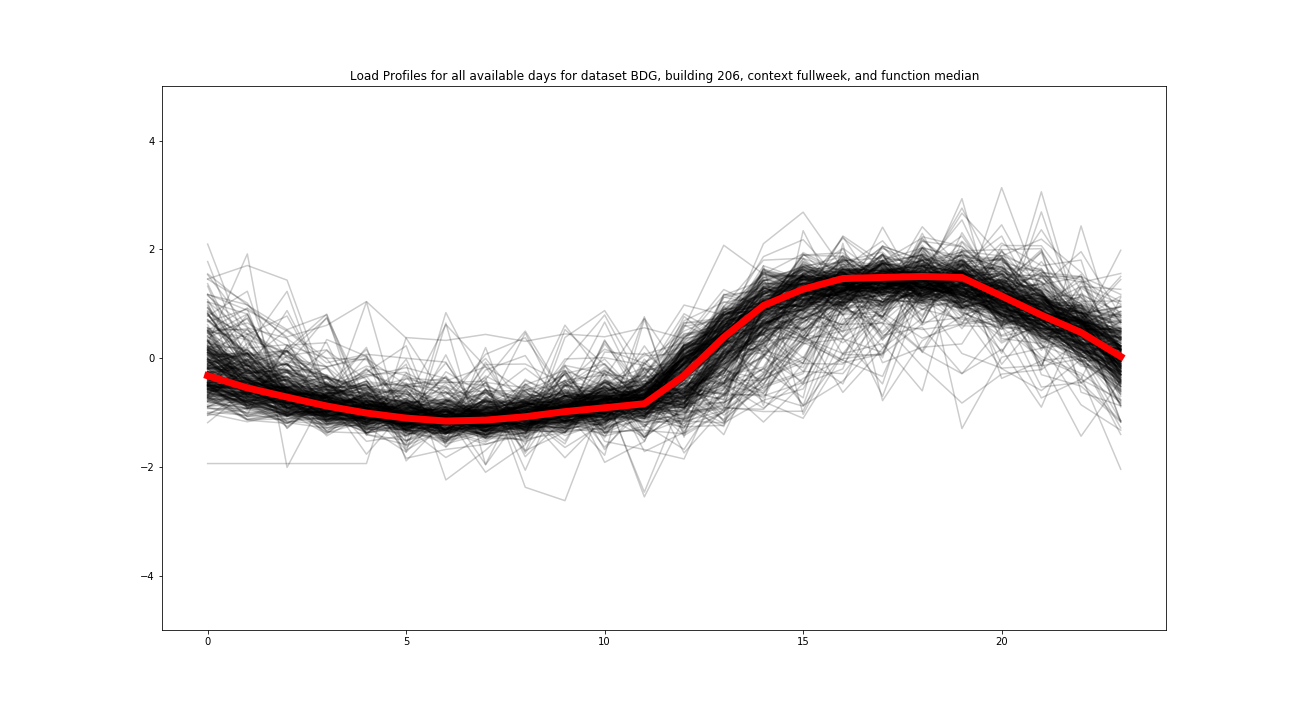 Load Profiles for all available days for dataset BDG, building 206, context fullweek, and function median
4
2
0
−2
−4
0 5 10 15 20